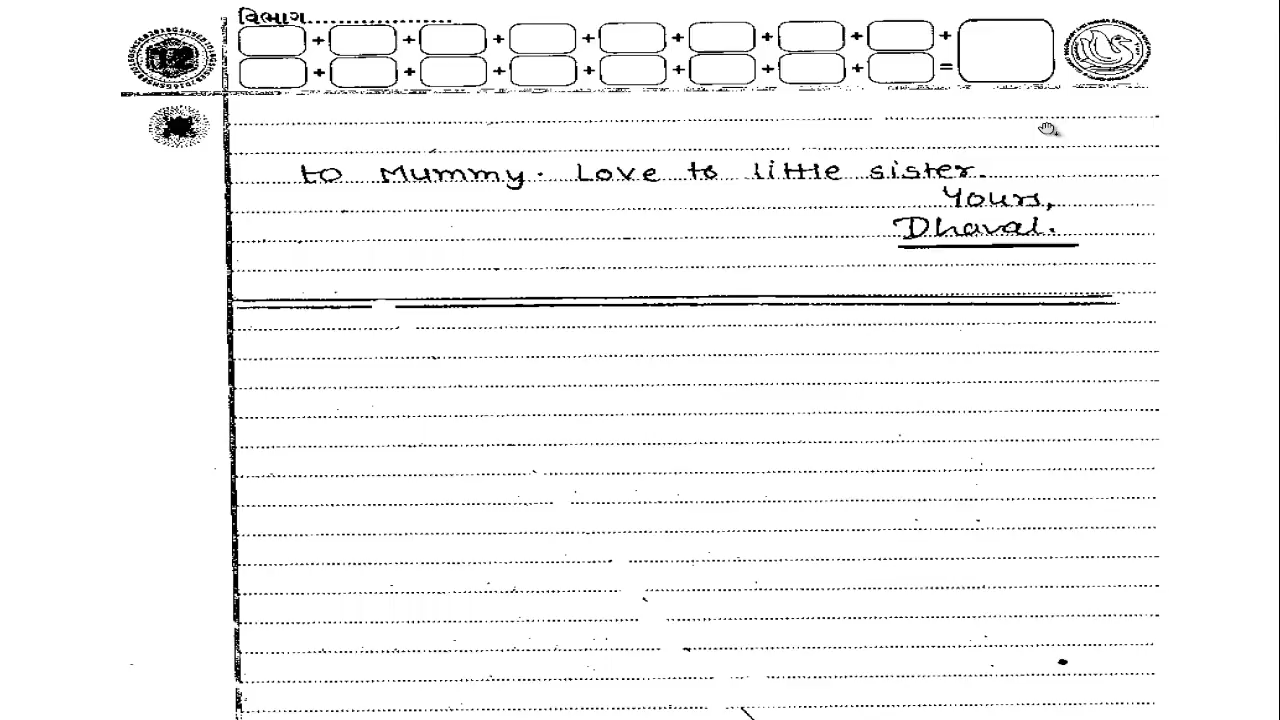 વિભાગ....................
+ + + + + + + +
+ + + + + + + =
to Mummy. Love to little sister.
Yours,
Dhaval.